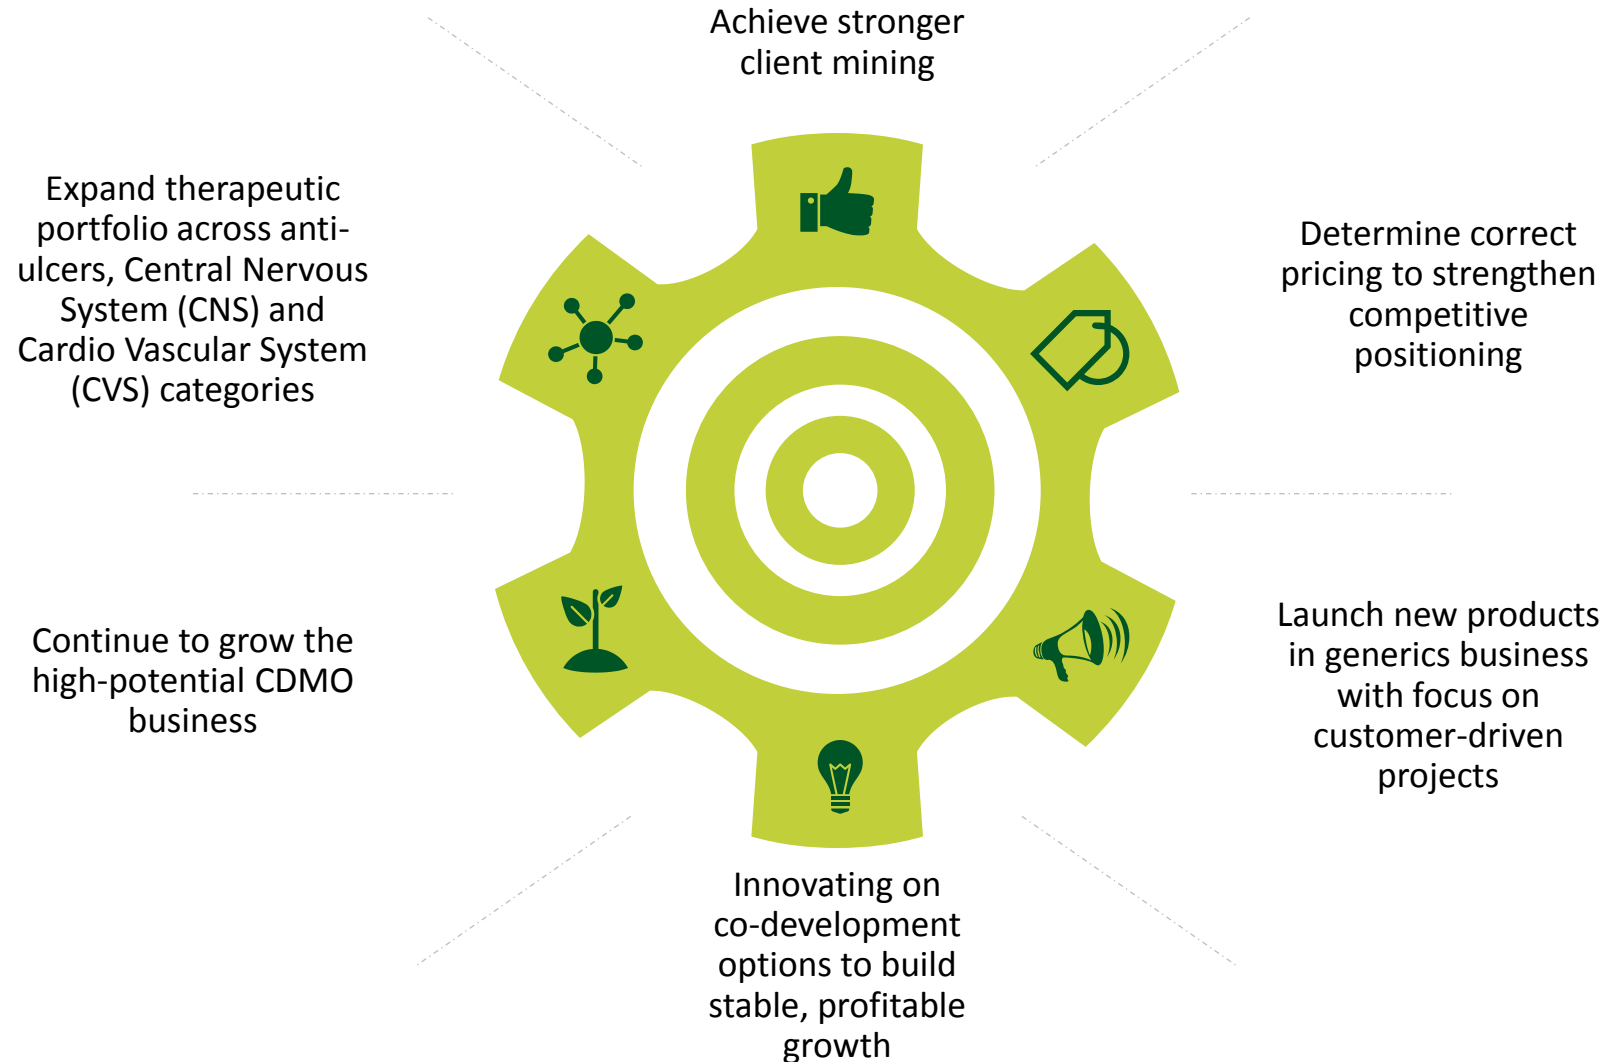 Achieve stronger
client mining
Expand therapeutic
portfolio across anti-
ulcers, Central Nervous
System (CNS) and
Cardio Vascular System
(CVS) categories
Determine correct
pricing to strengthen
competitive
positioning
Continue to grow the
high-potential CDMO
business
Launch new products
in generics business
with focus on
customer-driven
projects
Innovating on
co-development
options to build
stable, profitable
growth